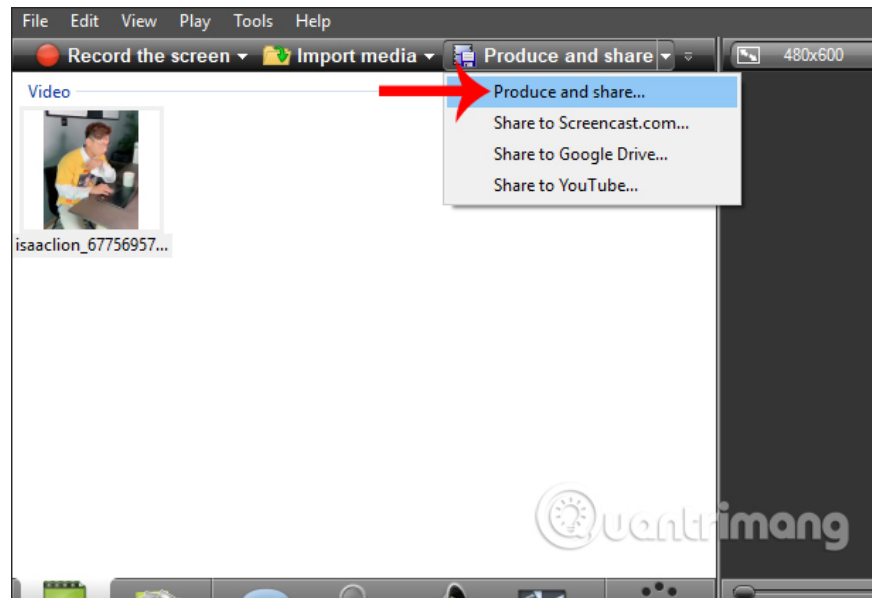 File Edit View Play Tools Help
Record the screen Import media Produce and share 480x600
Video
Produce and share...
Share to Screencast.com...
Share to Google Drive...
Share to YouTube...
isaaclion_67756957...
Quantrimang